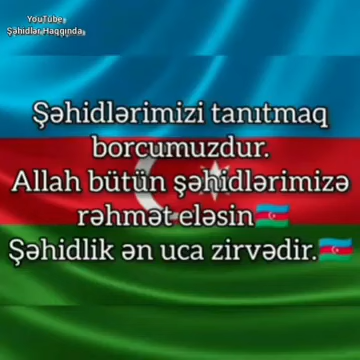 YouTube
Şəhidlər Haqqında
Şəhidlərimizi tanıtmaq
borcumuzdur.
Allah bütün şəhidlərimizə
rəhmət eləsin🇦🇿
Şəhidlik ən uca zirvədir.🇦🇿